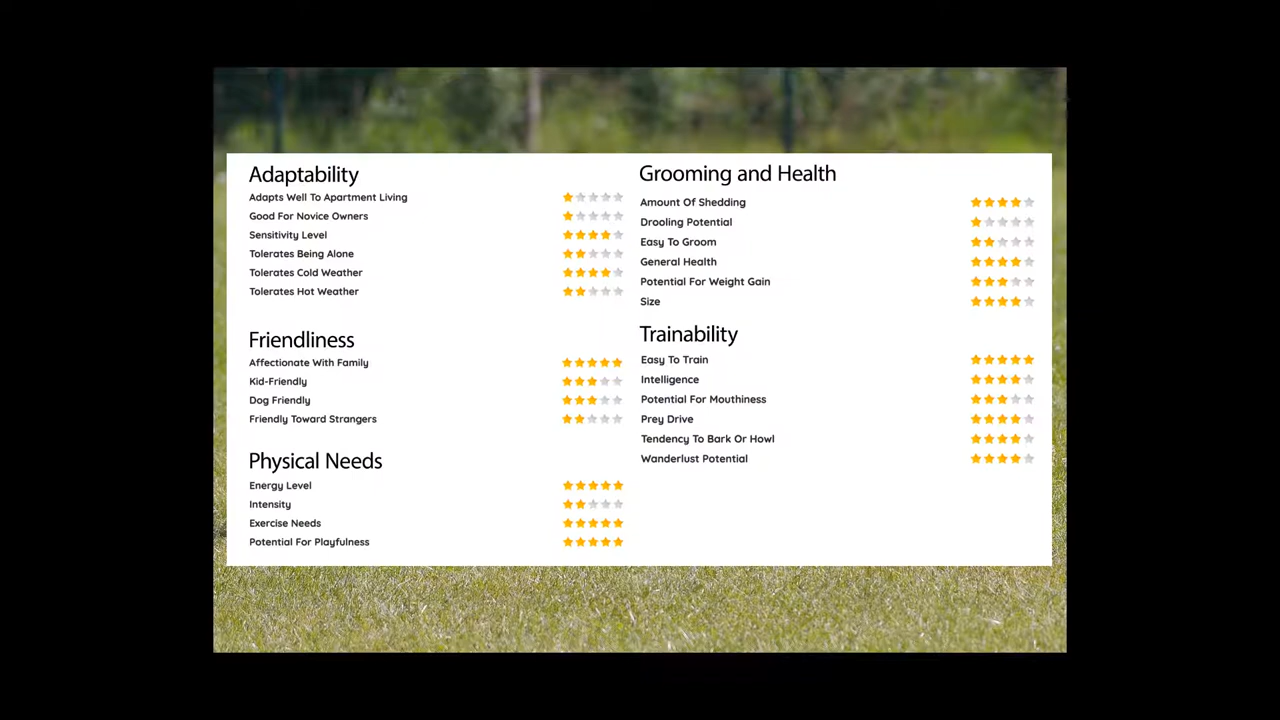 Adaptability
Adapts Well To Apartment Living
Good For Novice Owners
Sensitivity Level
Tolerates Being Alone
Tolerates Cold Weather
Tolerates Hot Weather
Friendliness
Affectionate With Family
Kid-Friendly
Dog Friendly
Friendly Toward Strangers
Physical Needs
Energy Level
Intensity
Exercise Needs
Potential For Playfulness
Grooming and Health
Amount Of Shedding
Drooling Potential
Easy To Groom
General Health
Potential For Weight Gain
Size
Trainability
Easy To Train
Intelligence
Potential For Mouthiness
Prey Drive
Tendency To Bark Or Howl
Wanderlust Potential